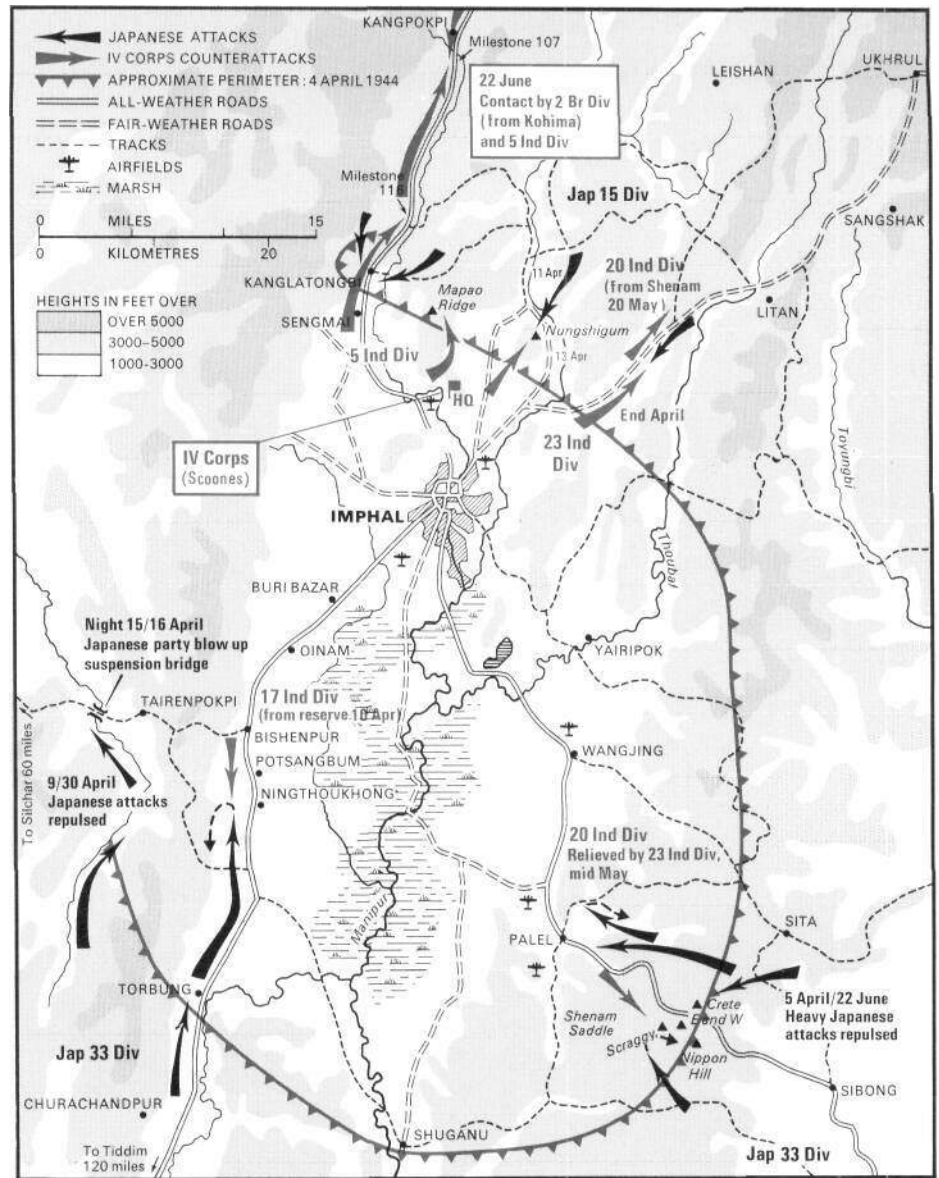 JAPANESE ATTACKS
IV CORPS COUNTERATTACKS
APPROXIMATE PERIMETER : 4 APRIL 1944
ALL-WEATHER ROADS
FAIR-WEATHER ROADS
TRACKS
AIRFIELDS
MARSH
0 MILES 15
0 KILOMETRES 20
HEIGHTS IN FEET OVER
OVER 5000
3000–5000
1000-3000
KANGPOKPI
Milestone 107
22 June
Contact by 2 Br Div
(from Kohima)
and 5 Ind Div
LEISHAN
UKHRUL
Milestone
116
Jap 15 Div
SANGSHAK
KANGLATONGBI
Mapao
Ridge
11 Apr
20 Ind Div
(from Shenam
20 May)
LITAN
SENGMAI
Nungshigum
5 Ind Div
13 Apr
HQ
End April
23 Ind
Div
Toyungbi
IV Corps
(Scoones)
IMPHAL
Thoubal
BURI BAZAR
Night 15/16 April
Japanese party blow up
suspension bridge
OINAM
YAIRIPOK
TAIRENPOKPI
17 Ind Div
(from reserve 10 Apr)
BISHENPUR
WANGJING
POTSANGBUM
9/30 April
Japanese attacks
repulsed
NINGTHOUKHONG
To Silchar 60 miles
20 Ind Div
Relieved by 23 Ind Div,
mid May
Manipur
PALEL
SITA
TORBUNG
Shenam
Saddle
Crete
Bend W
Scraggy
Nippon
Hill
5 April/22 June
Heavy Japanese
attacks repulsed
Jap 33 Div
SIBONG
CHURACHANDPUR
SHUGANU
To Tiddim
120 miles
Jap 33 Div